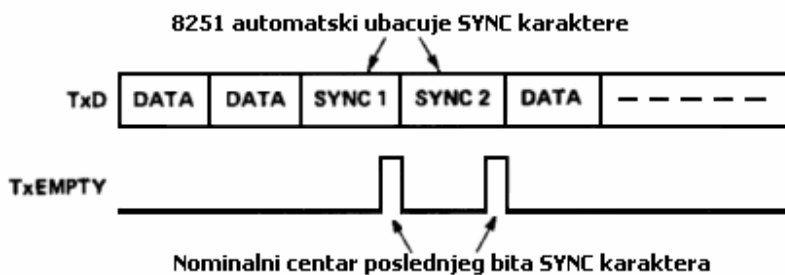 8251 automatski ubacuje SYNC karaktere
TxD DATA DATA SYNC 1 SYNC 2 DATA
TxEMPTY
Nominalni centar poslednjeg bita SYNC karaktera